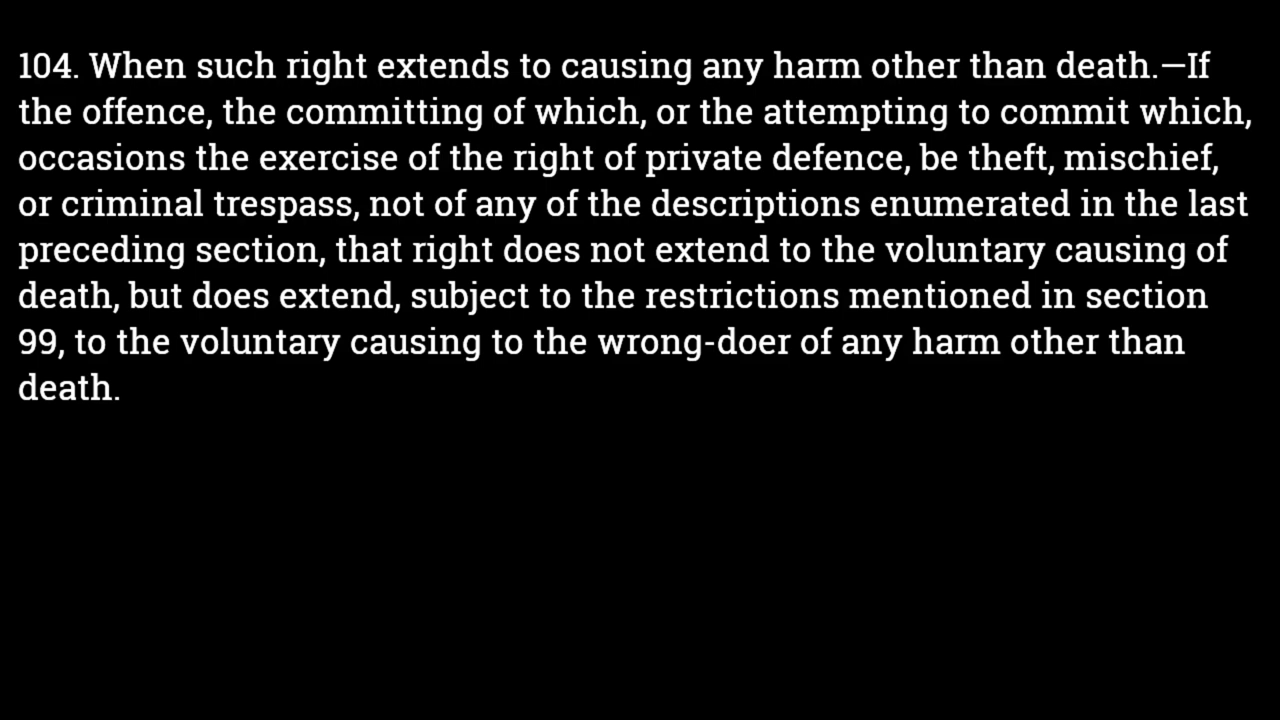 104. When such right extends to causing any harm other than death.—If
the offence, the committing of which, or the attempting to commit which,
occasions the exercise of the right of private defence, be theft, mischief,
or criminal trespass, not of any of the descriptions enumerated in the last
preceding section, that right does not extend to the voluntary causing of
death, but does extend, subject to the restrictions mentioned in section
99, to the voluntary causing to the wrong-doer of any harm other than
death.